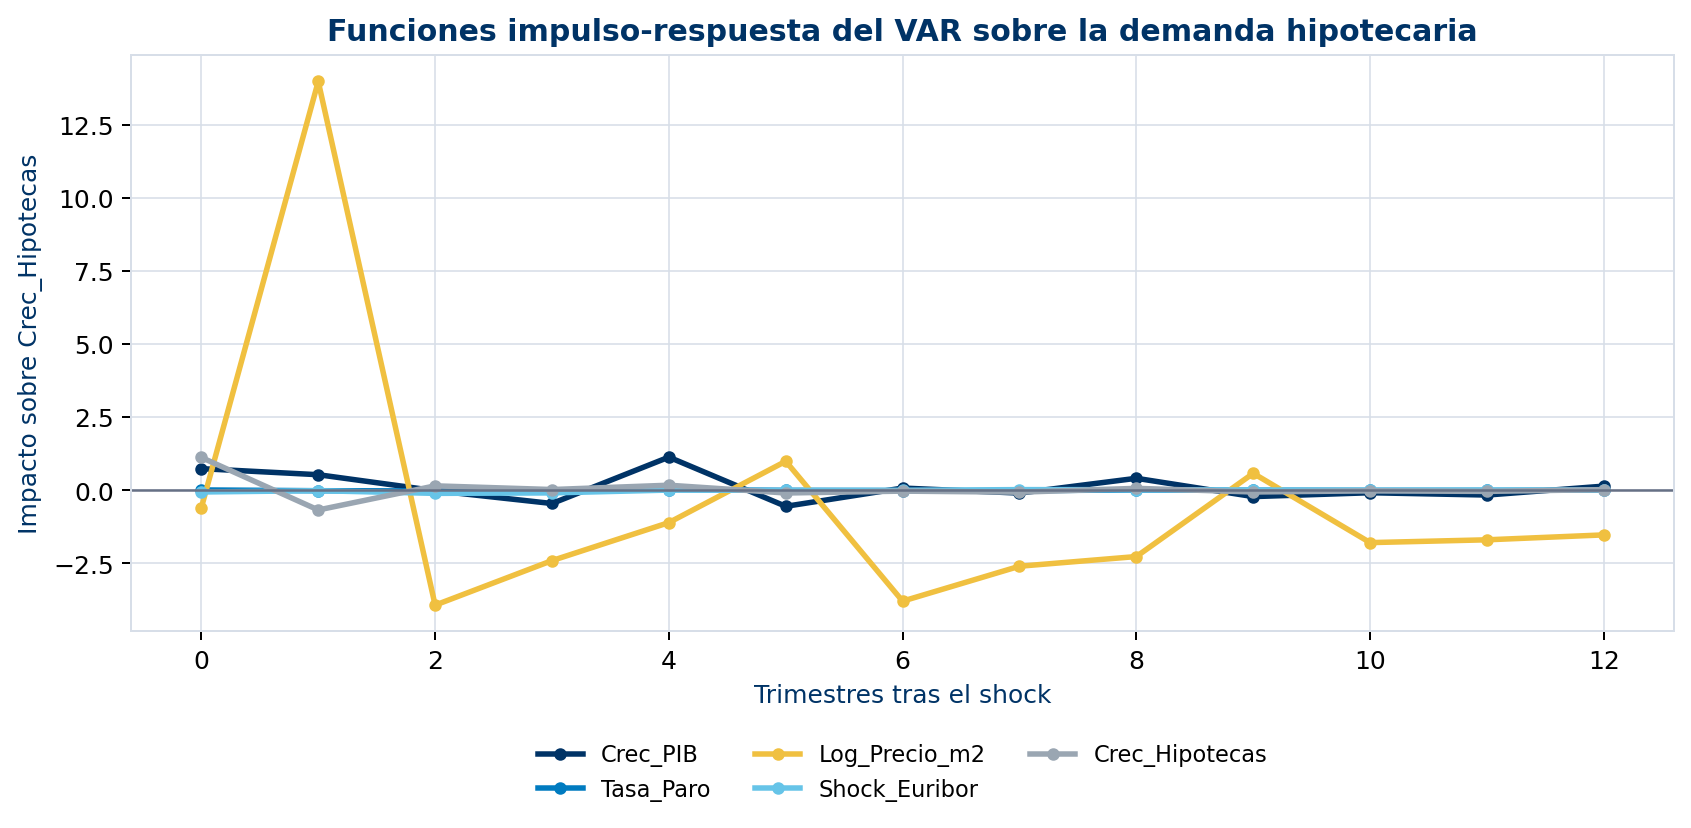 Funciones impulso-respuesta del VAR sobre la demanda hipotecaria
Impacto sobre Crec_Hipotecas
12.5
10.0
7.5
5.0
2.5
0.0
−2.5
0 2 4 6 8 10 12
Trimestres tras el shock
Crec_PIB
Tasa_Paro
Log_Precio_m2
Shock_Euribor
Crec_Hipotecas